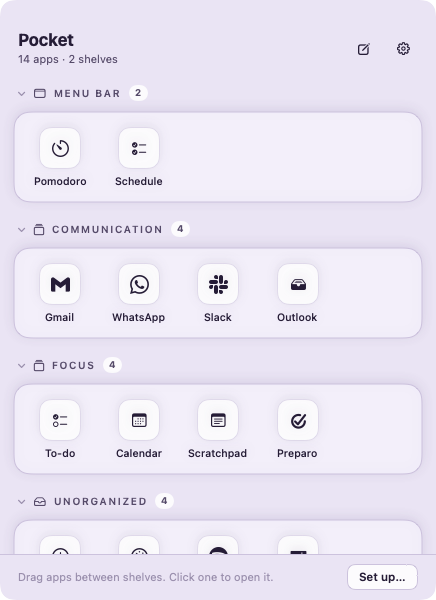 Pocket
14 apps · 2 shelves
MENU BAR 2
Pomodoro Schedule
COMMUNICATION 4
Gmail WhatsApp Slack Outlook
FOCUS 4
To-do Calendar Scratchpad Preparo
UNORGANIZED 4
Drag apps between shelves. Click one to open it. Set up...